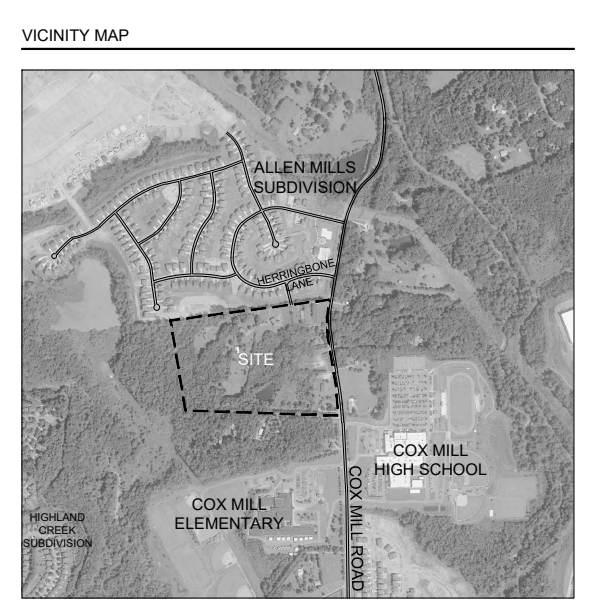 VICINITY MAP
ALLEN MILLS
SUBDIVISION
HERRINGBONE
LANE
SITE
COX MILL
HIGH SCHOOL
COX MILL
ELEMENTARY
COX MILL ROAD
HIGHLAND
CREEK
SUBDIVISION